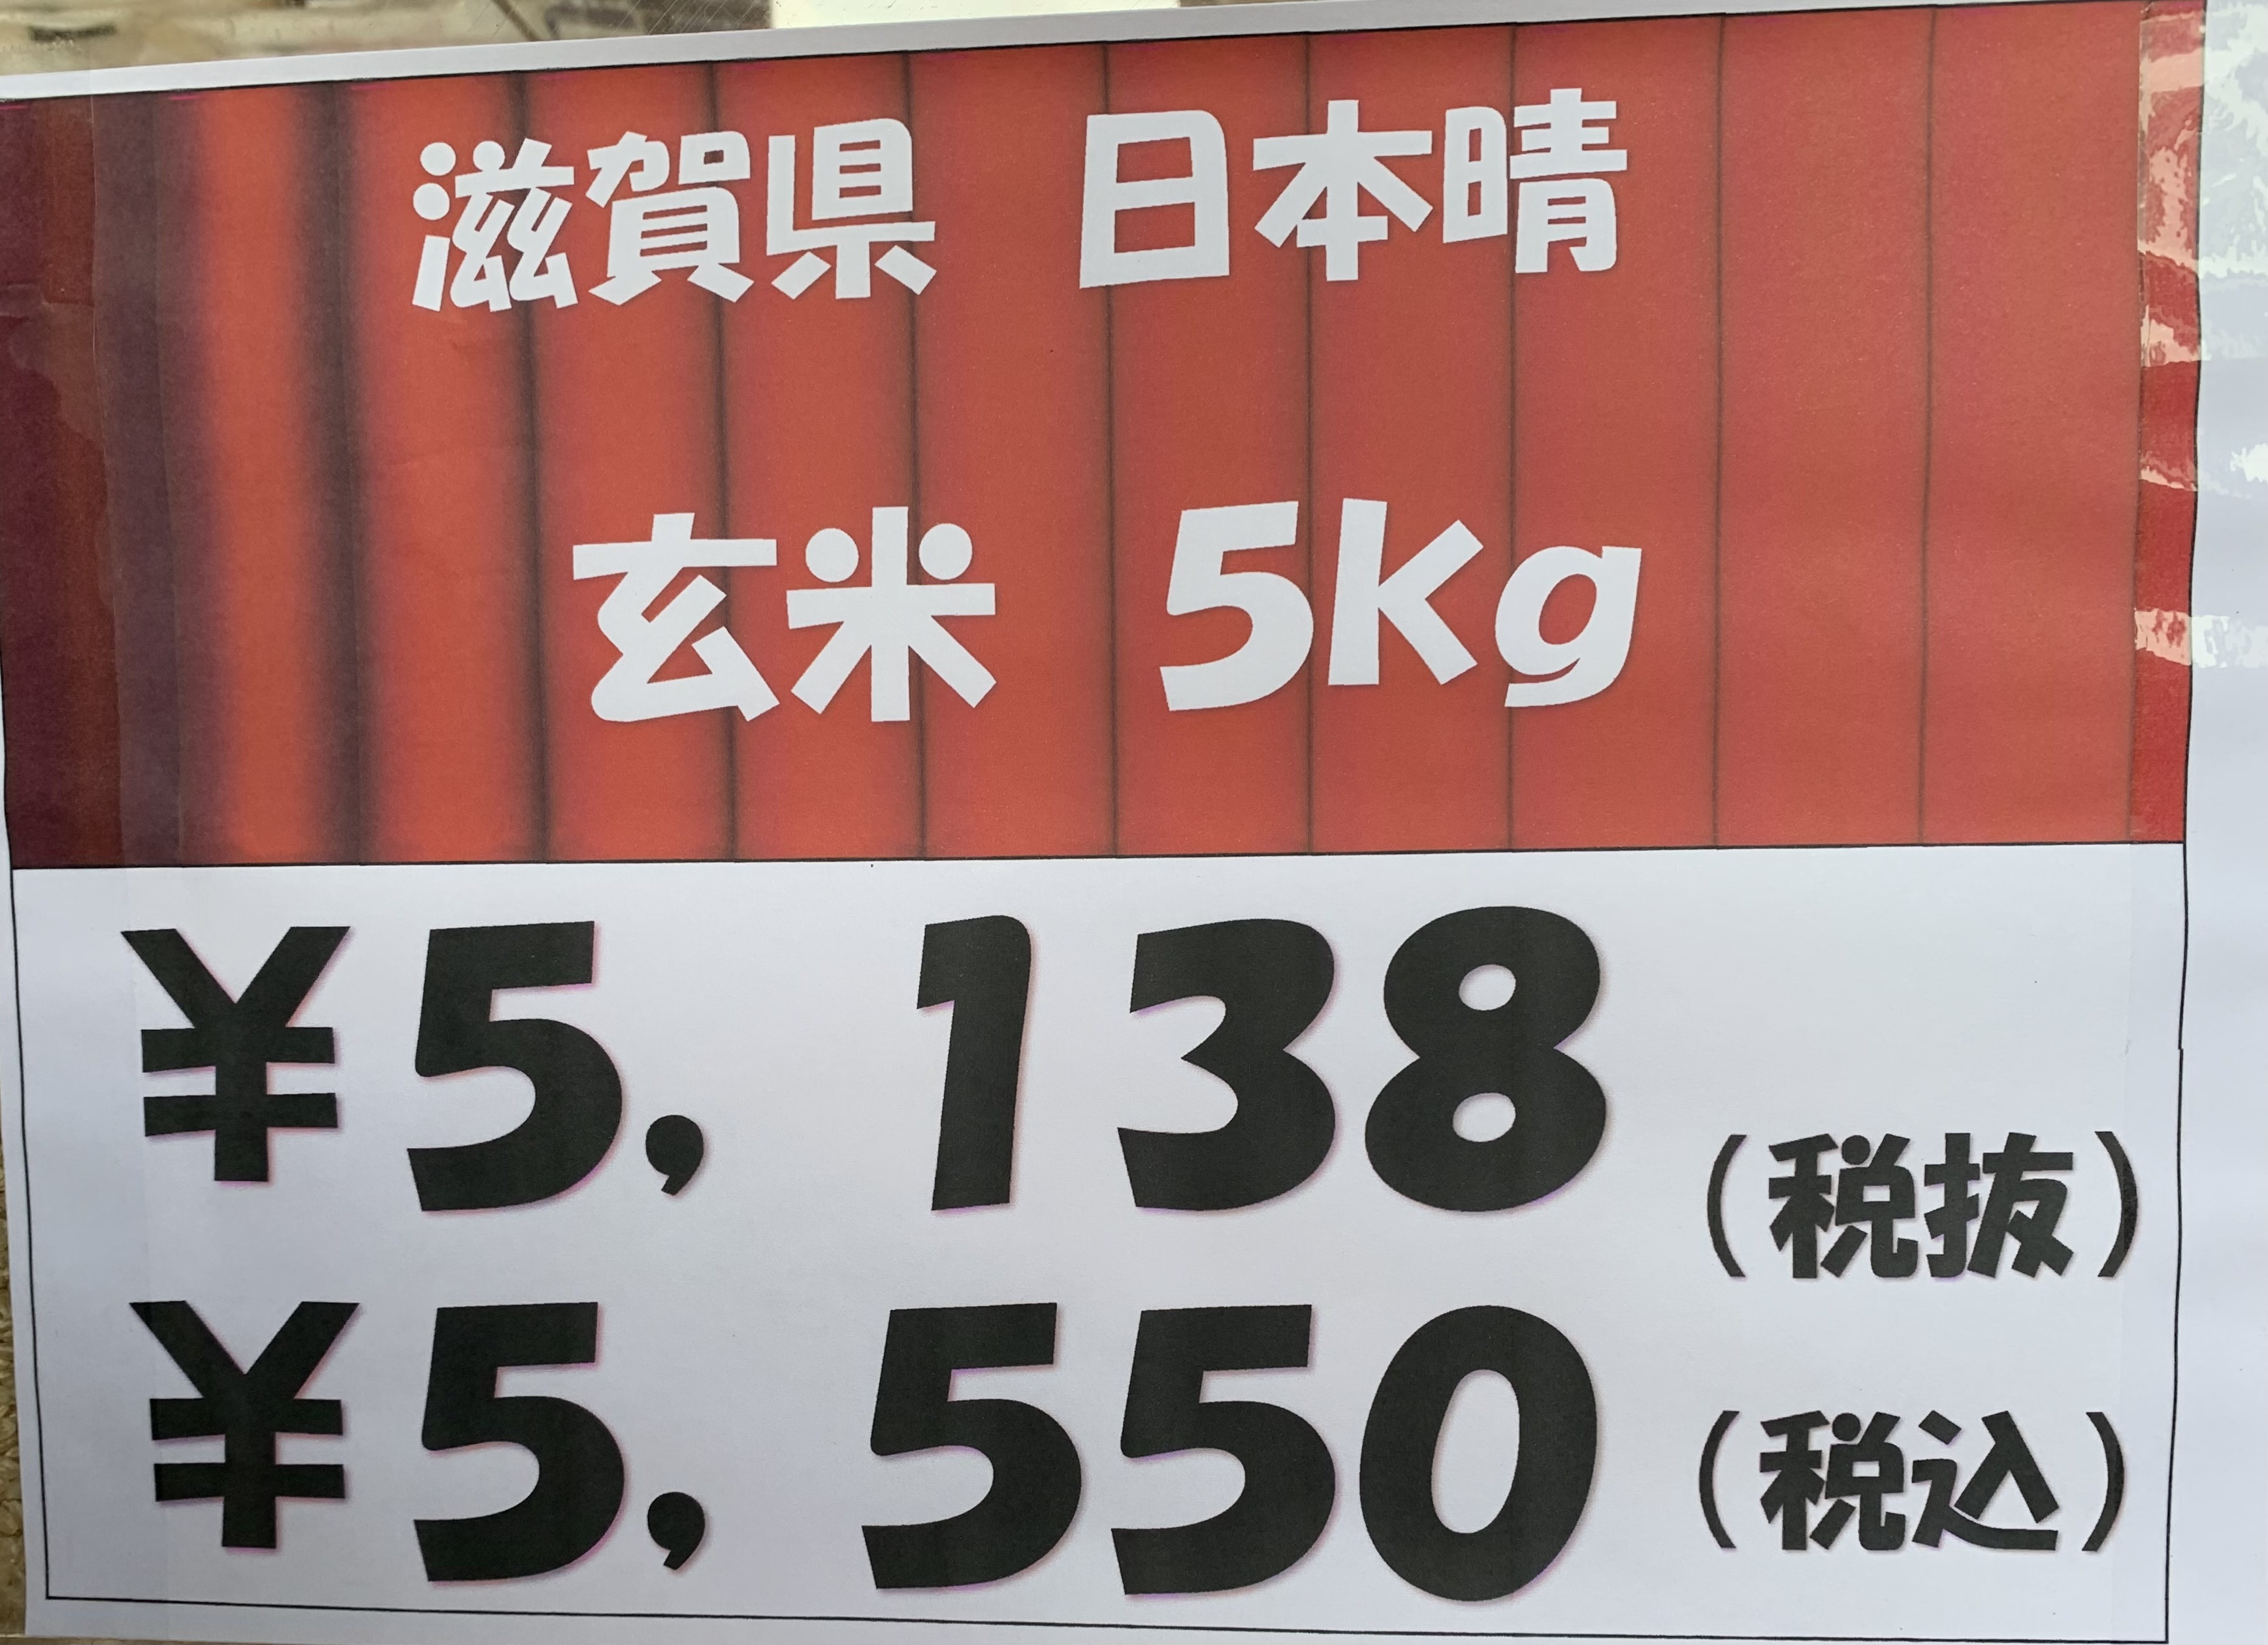 滋賀県 日本晴
玄米 5kg
¥5,138(税抜)
¥5,550(税込)